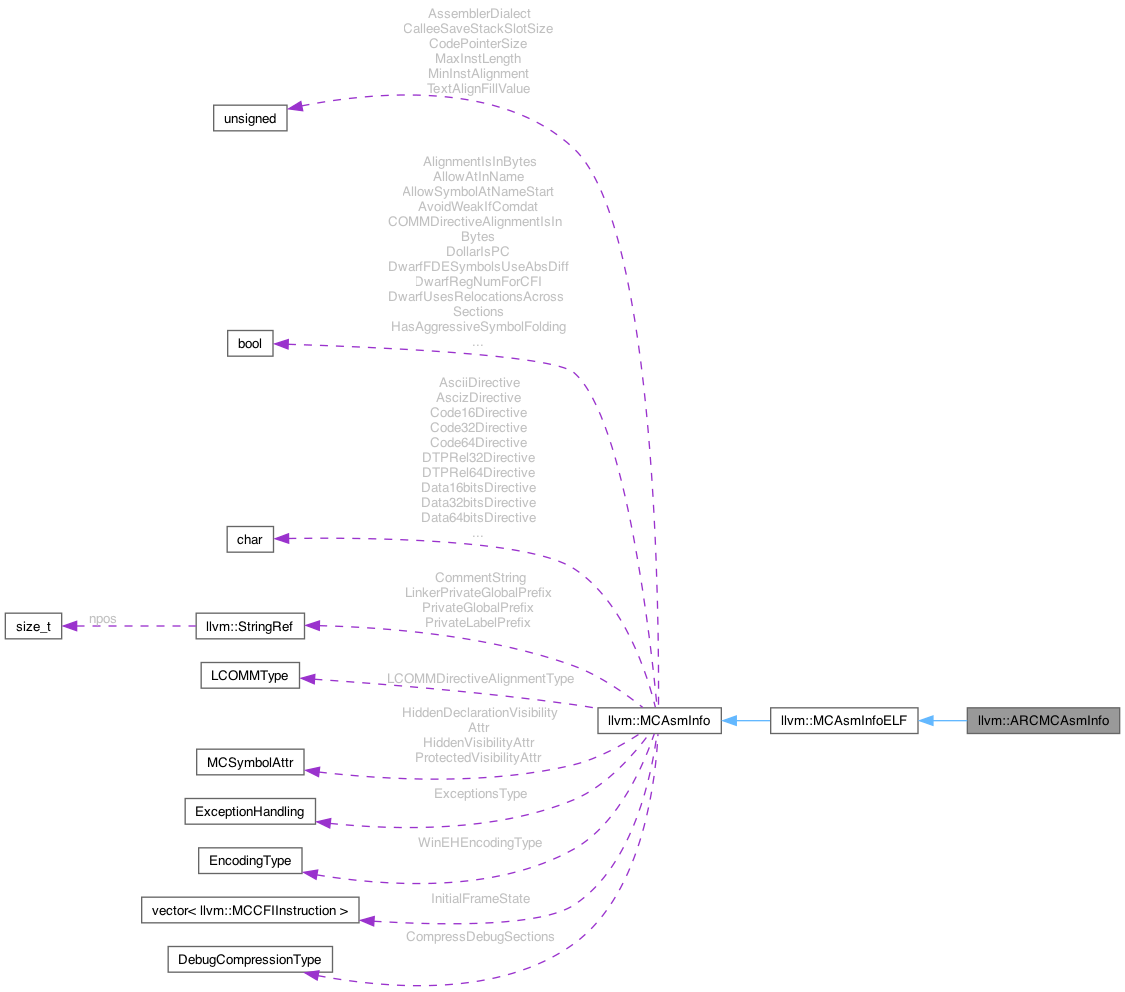 AssemblerDialect
CalleeSaveStackSlotSize
CodePointerSize
MaxInstLength
MinInstAlignment
TextAlignFillValue
unsigned
AlignmentIsInBytes
AllowAtInName
AllowSymbolAtNameStart
AvoidWeakIfComdat
COMMDirectiveAlignmentIsIn
Bytes
DollarIsPC
DwarfFDESymbolsUseAbsDiff
DwarfRegNumForCFI
DwarfUsesRelocationsAcross
Sections
HasAggressiveSymbolFolding
...
bool
AsciiDirective
AscizDirective
Code16Directive
Code32Directive
Code64Directive
DTPRel32Directive
DTPRel64Directive
Data16bitsDirective
Data32bitsDirective
Data64bitsDirective
...
char
CommentString
LinkerPrivateGlobalPrefix
PrivateGlobalPrefix
PrivateLabelPrefix
size_t
npos
llvm::StringRef
LCOMMType
LCOMMDirectiveAlignmentType
HiddenDeclarationVisibility
Attr
HiddenVisibilityAttr
ProtectedVisibilityAttr
llvm::MCAsmInfo
llvm::MCAsmInfoELF
llvm::ARCMCAsmInfo
MCSymbolAttr
ExceptionsType
ExceptionHandling
WinEHEncodingType
EncodingType
InitialFrameState
vector< llvm::MCCFIInstruction >
CompressDebugSections
DebugCompressionType